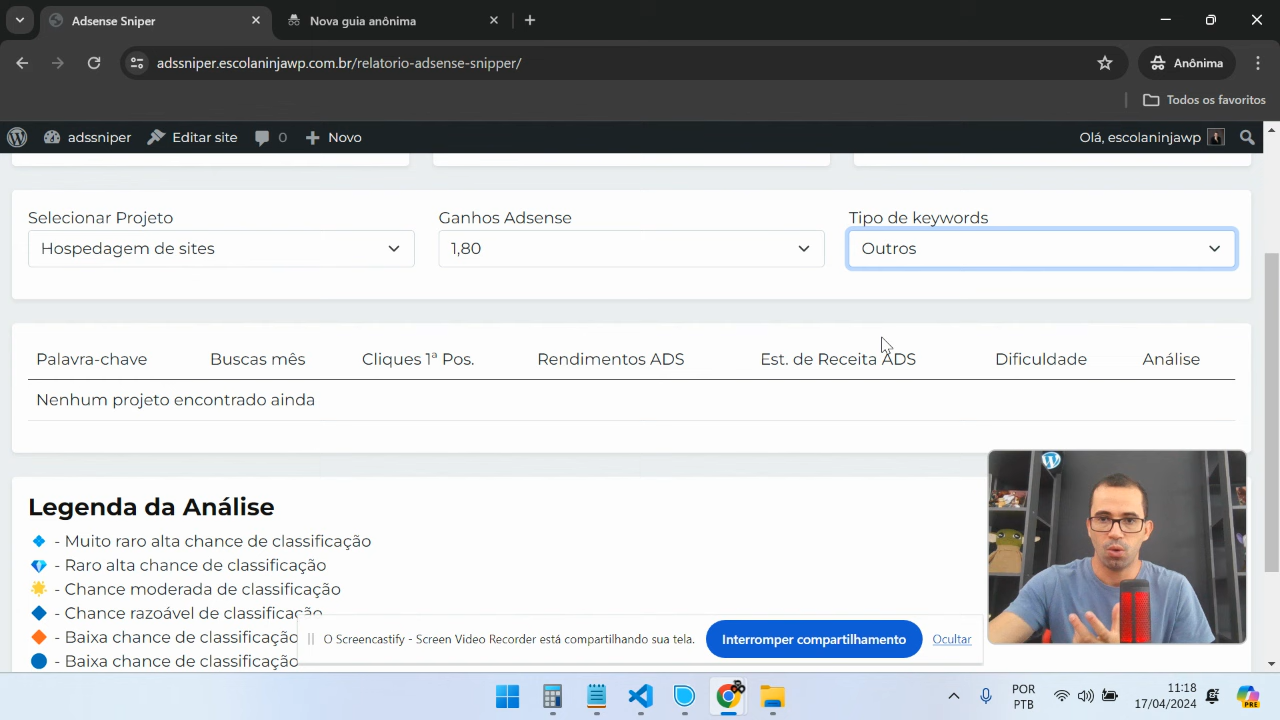 Adsense Sniper
Nova guia anônima
adssniper.escolaninjawp.com.br/relatorio-adsense-snipper/
Anônima
Todos os favoritos
adssniper
Editar site
0
Novo
Olá, escolaninjawp
Selecionar Projeto
Ganhos Adsense
Tipo de keywords
Hospedagem de sites
1,80
Outros
Palavra-chave
Buscas mês
Cliques 1ª Pos.
Rendimentos ADS
Est. de Receita ADS
Dificuldade
Análise
Nenhum projeto encontrado ainda
Legenda da Análise
- Muito raro alta chance de classificação
- Raro alta chance de classificação
- Chance moderada de classificação
- Chance razoável de classificação
- Baixa chance de classificação
- Baixa chance de classificação
O Screencastify - Screen Video Recorder está compartilhando sua tela.
Interromper compartilhamento
Ocultar
POR
PTB
11:18
17/04/2024
PRE